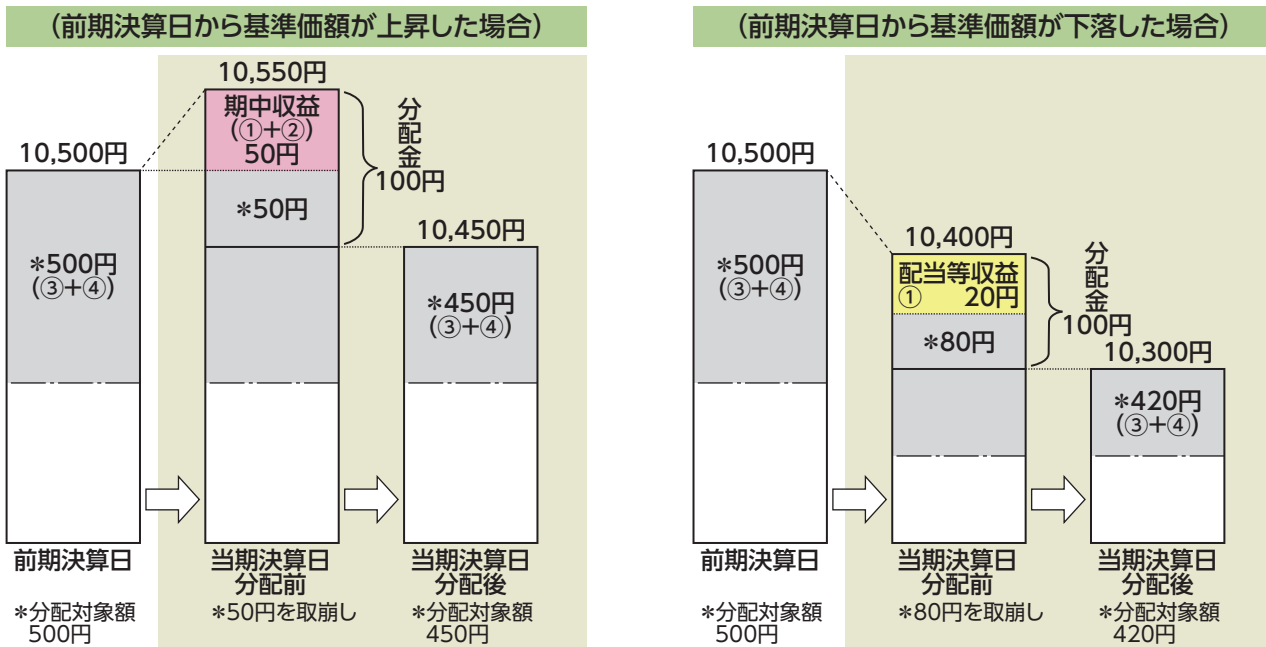 (前期決算日から基準価額が上昇した場合)
10,550円
期中収益
(①+②)
50円
分配金
100円
10,500円
*50円
10,450円
*500円
(③+④)
*450円
(③+④)
前期決算日
当期決算日
分配前
当期決算日
分配後
*分配対象額
500円
*50円を取崩し
*分配対象額
450円
(前期決算日から基準価額が下落した場合)
10,500円
10,400円
配当等収益
① 20円
分配金
100円
*500円
(③+④)
*80円
10,300円
*420円
(③+④)
前期決算日
当期決算日
分配前
当期決算日
分配後
*分配対象額
500円
*80円を取崩し
*分配対象額
420円